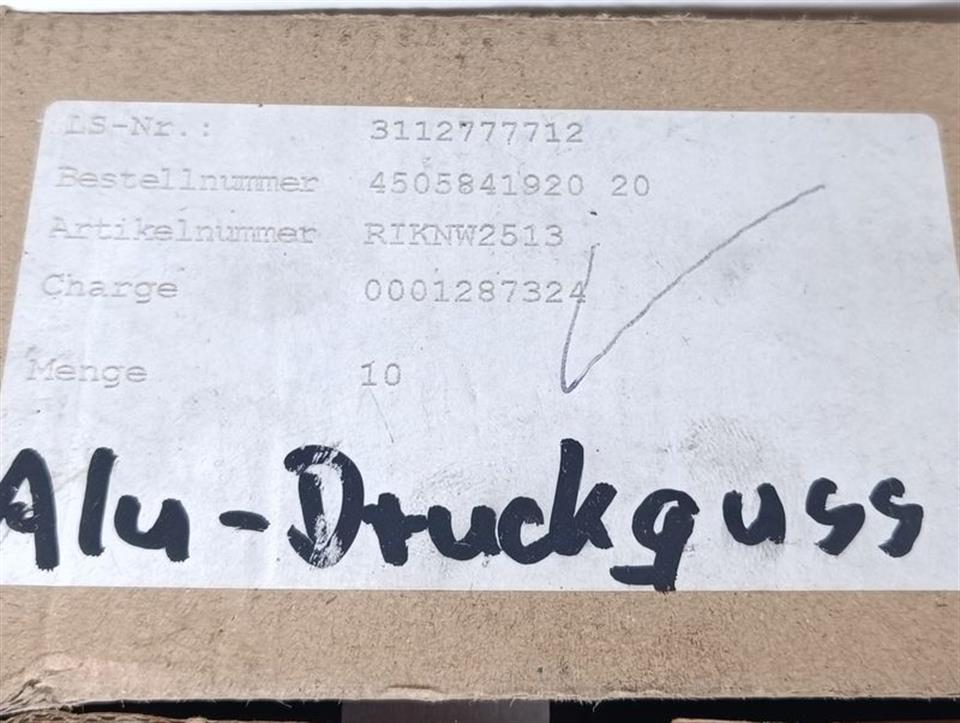 LS-Nr.: 3112777712
Bestellnummer 4505841920 20
Artikelnummer RIKNW2513
Charge 0001287324
Menge 10
Alu-Druckguss